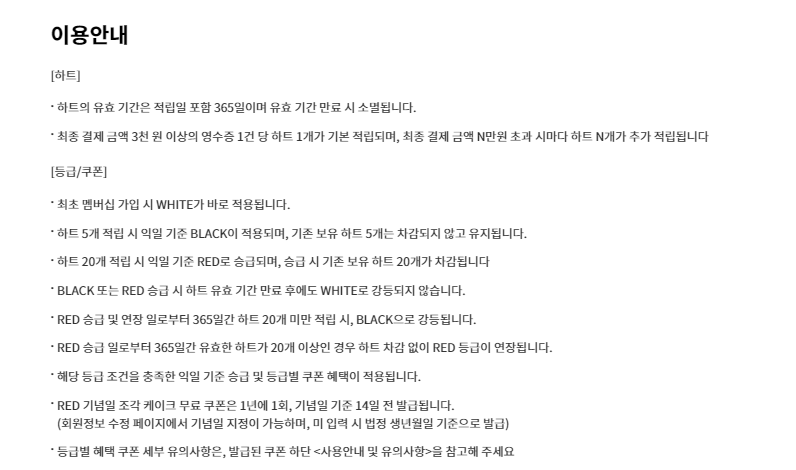 이용안내
[하트]
· 하트의 유효 기간은 적립일 포함 365일이며 유효 기간 만료 시 소멸됩니다.
· 최종 결제 금액 3천 원 이상의 영수증 1건 당 하트 1개가 기본 적립되며, 최종 결제 금액 N만원 초과 시마다 하트 N개가 추가 적립됩니다
[등급/쿠폰]
· 최초 멤버십 가입 시 WHITE가 바로 적용됩니다.
· 하트 5개 적립 시 익일 기준 BLACK이 적용되며, 기존 보유 하트 5개는 차감되지 않고 유지됩니다.
· 하트 20개 적립 시 익일 기준 RED로 승급되며, 승급 시 기존 보유 하트 20개가 차감됩니다
· BLACK 또는 RED 승급 시 하트 유효 기간 만료 후에도 WHITE로 강등되지 않습니다.
· RED 승급 및 연장 일로부터 365일간 하트 20개 미만 적립 시, BLACK으로 강등됩니다.
· RED 승급 일로부터 365일간 유효한 하트가 20개 이상인 경우 하트 차감 없이 RED 등급이 연장됩니다.
· 해당 등급 조건을 충족한 익일 기준 승급 및 등급별 쿠폰 혜택이 적용됩니다.
· RED 기념일 조각 케이크 무료 쿠폰은 1년에 1회, 기념일 기준 14일 전 발급됩니다.
(회원정보 수정 페이지에서 기념일 지정이 가능하며, 미 입력 시 법정 생년월일 기준으로 발급)
· 등급별 혜택 쿠폰 세부 유의사항은, 발급된 쿠폰 하단 <사용안내 및 유의사항>을 참고해 주세요